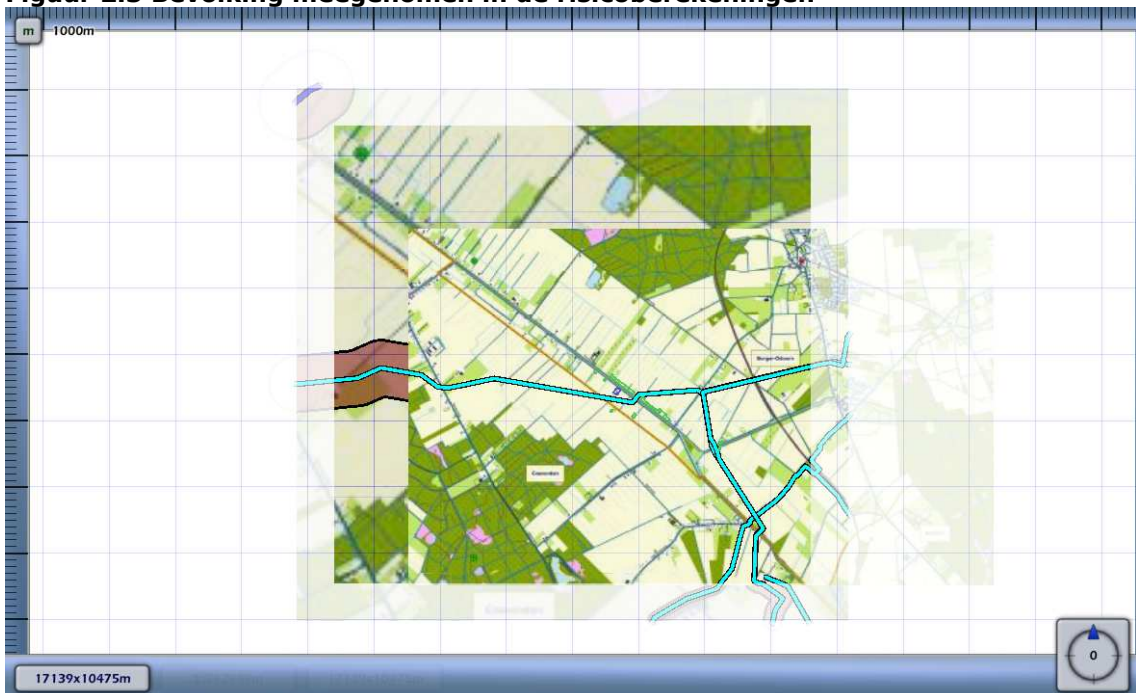 Figuur 2.3 Bevolking meegenomen in de risicoberekeningen
m
1000m
Borger-Odoorn
Coevorden
0
17139x10475m